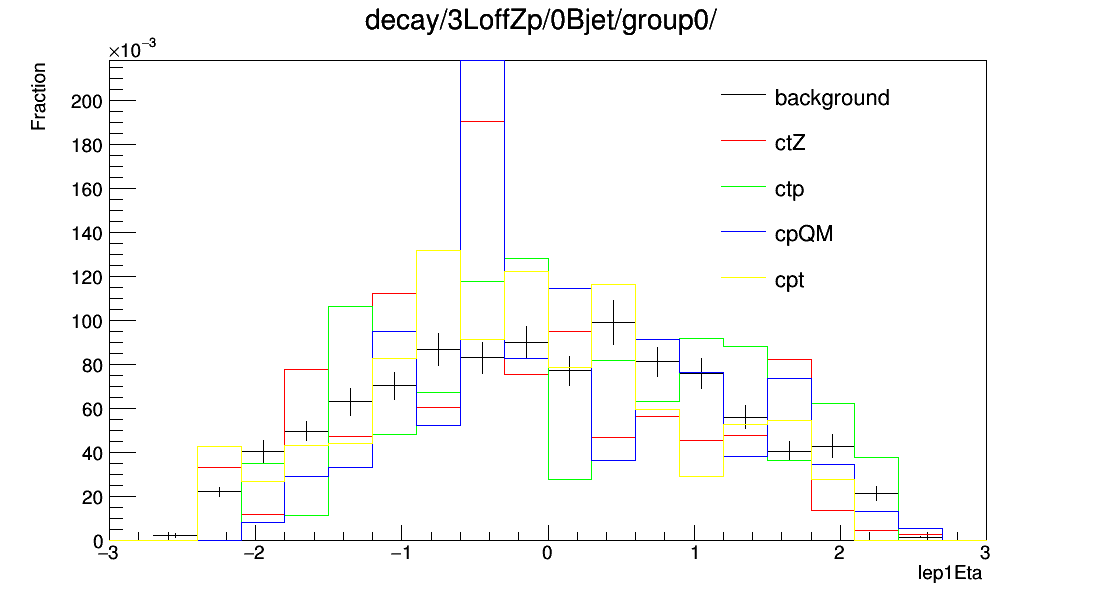 decay/3LoffZp/0Bjet/group0/
×10⁻³
Fraction
200
180
160
140
120
100
80
60
40
20
0
−3 −2 −1 0 1 2 3
lep1Eta
background
ctZ
ctp
cpQM
cpt